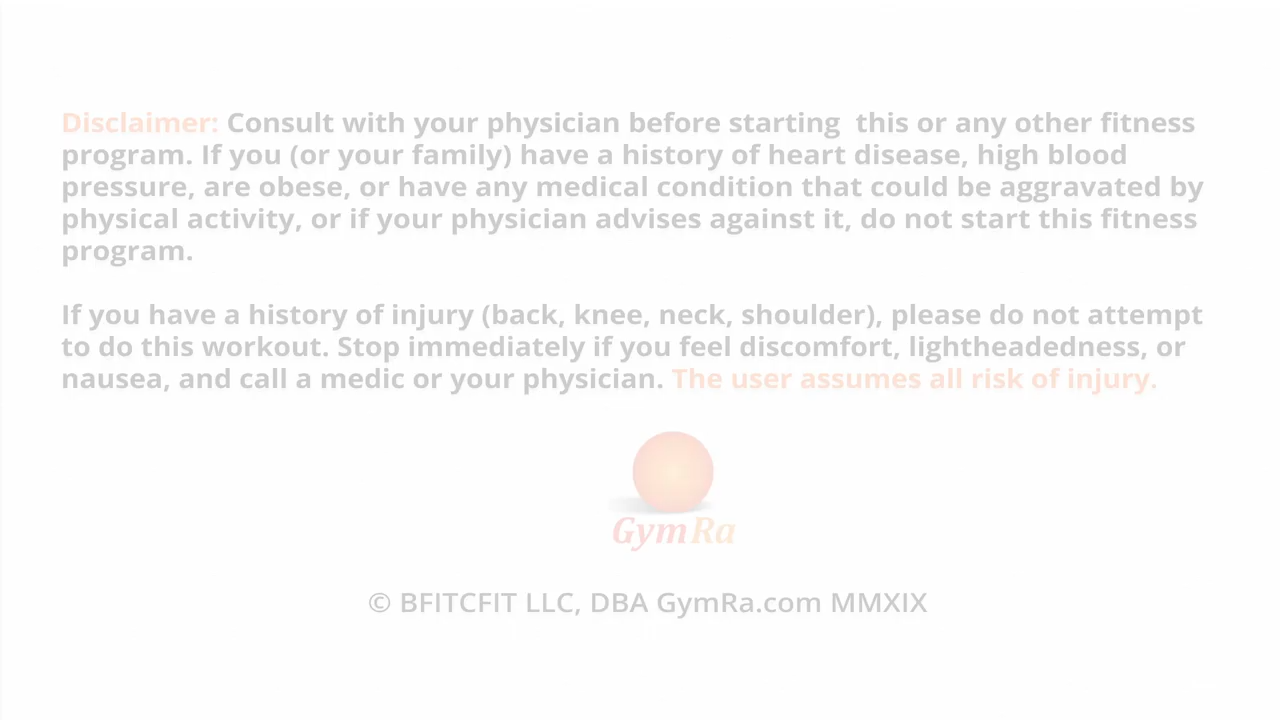 Disclaimer: Consult with your physician before starting  this or any other fitness
program. If you (or your family) have a history of heart disease, high blood
pressure, are obese, or have any medical condition that could be aggravated by
physical activity, or if your physician advises against it, do not start this fitness
program.
If you have a history of injury (back, knee, neck, shoulder), please do not attempt
to do this workout. Stop immediately if you feel discomfort, lightheadedness, or
nausea, and call a medic or your physician. The user assumes all risk of injury.
GymRa
© BFITCFIT LLC, DBA GymRa.com MMXIX